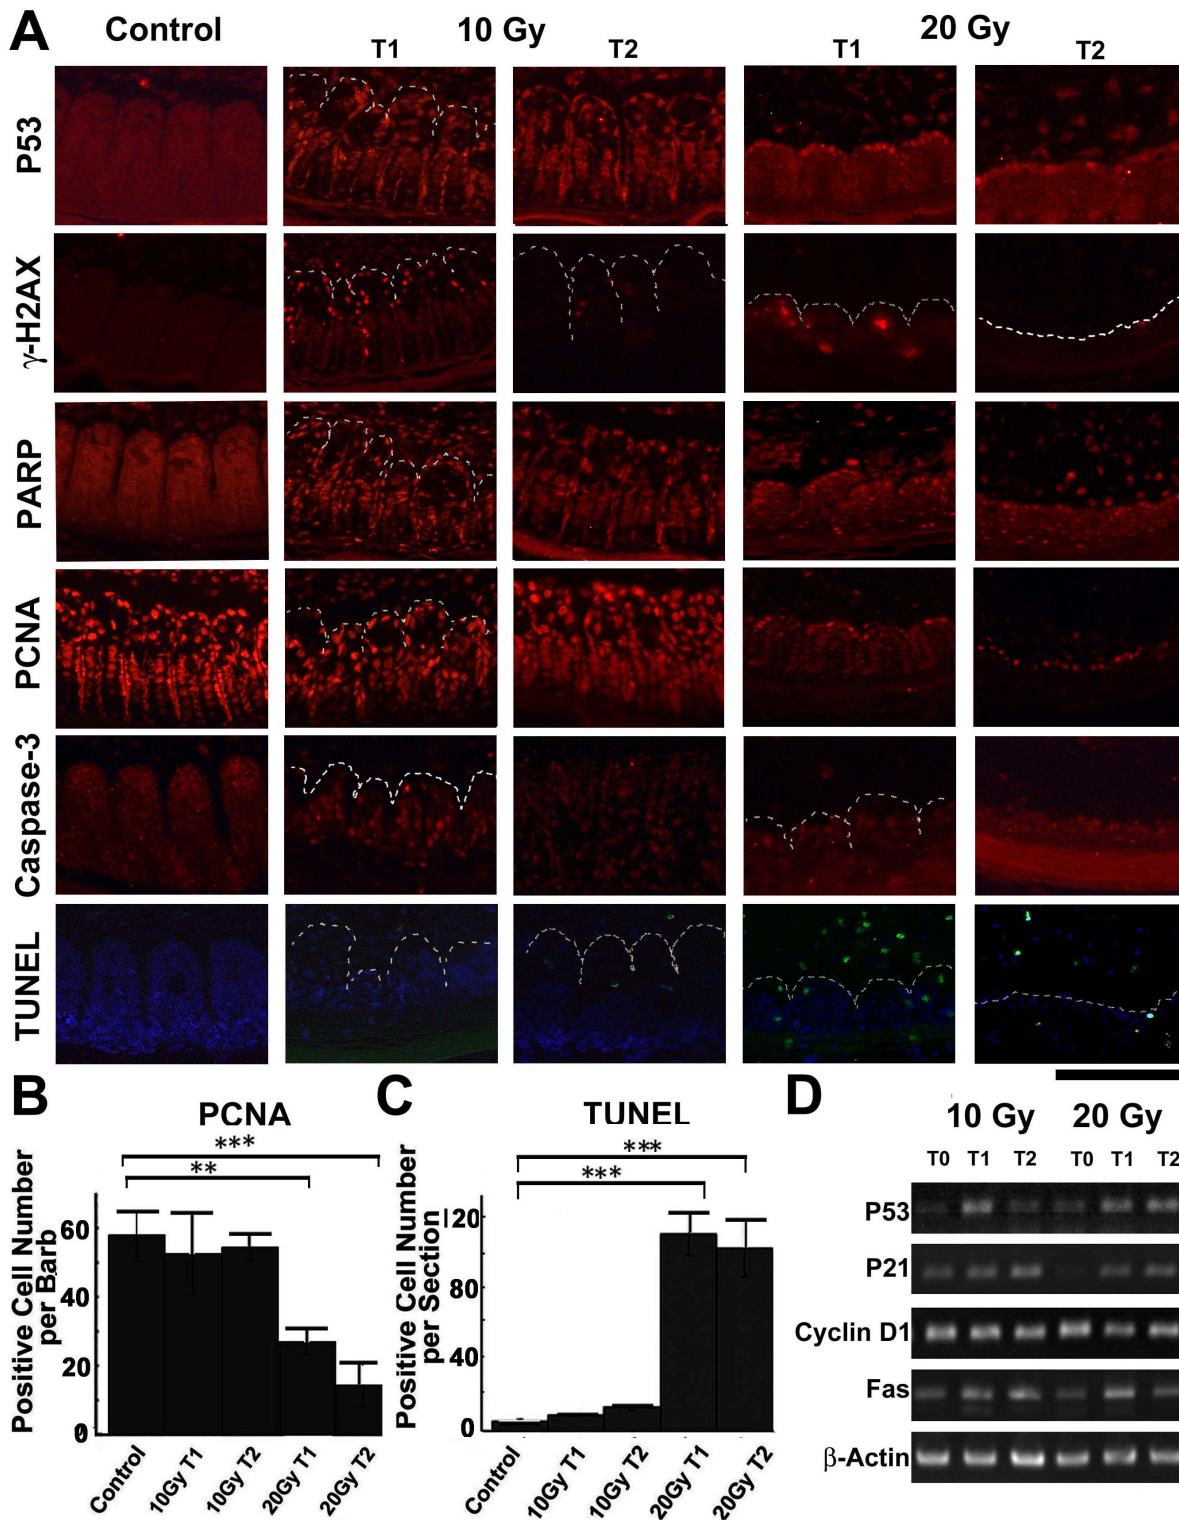 A
Control
10 Gy
20 Gy
T1
T2
T1
T2
P53
γ-H2AX
PARP
PCNA
Caspase-3
TUNEL
B
PCNA
***
**
Positive Cell Number
per Barb
60
40
20
0
Control
10Gy T1
10Gy T2
20Gy T1
20Gy T2
C
TUNEL
***
***
Positive Cell Number
per Section
120
80
40
0
Control
10Gy T1
10Gy T2
20Gy T1
20Gy T2
D
10 Gy 20 Gy
T0 T1 T2 T0 T1 T2
P53
P21
Cyclin D1
Fas
β-Actin